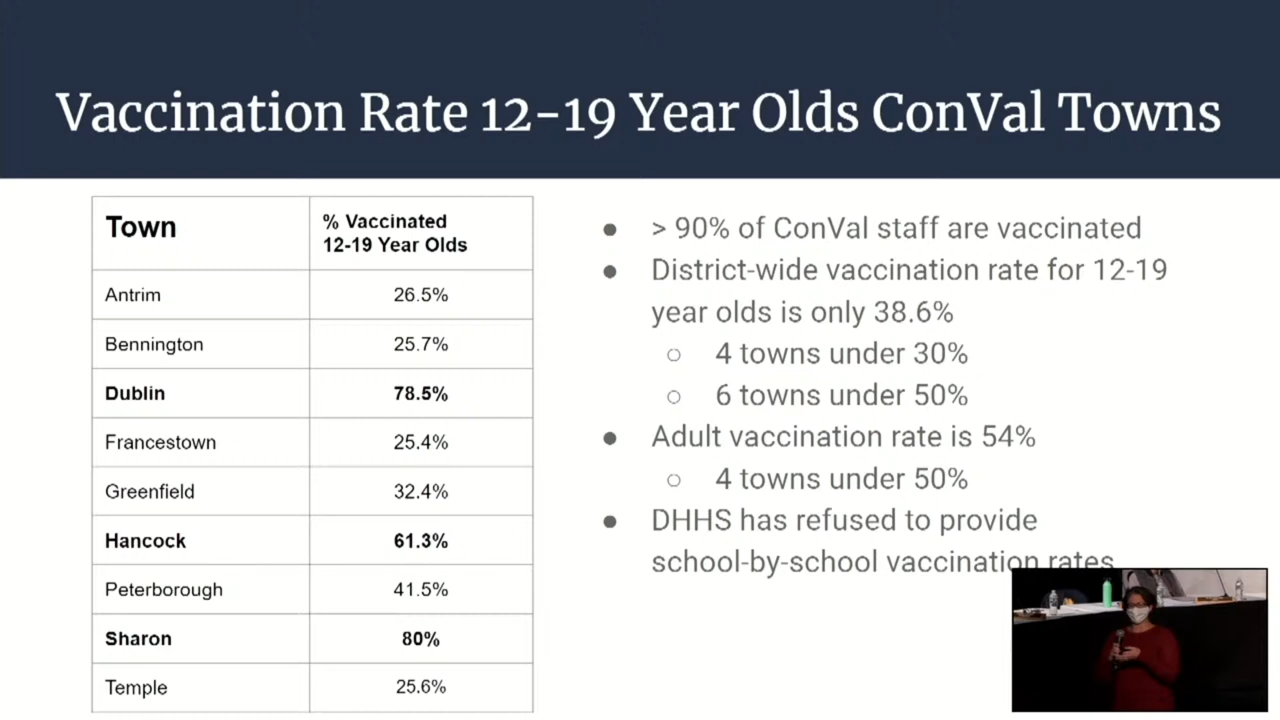 Vaccination Rate 12-19 Year Olds ConVal Towns
Town
% Vaccinated
12-19 Year Olds
Antrim 26.5%
Bennington 25.7%
Dublin 78.5%
Francestown 25.4%
Greenfield 32.4%
Hancock 61.3%
Peterborough 41.5%
Sharon 80%
Temple 25.6%
● > 90% of ConVal staff are vaccinated
● District-wide vaccination rate for 12-19
year olds is only 38.6%
○ 4 towns under 30%
○ 6 towns under 50%
● Adult vaccination rate is 54%
○ 4 towns under 50%
● DHHS has refused to provide
school-by-school vaccination rates